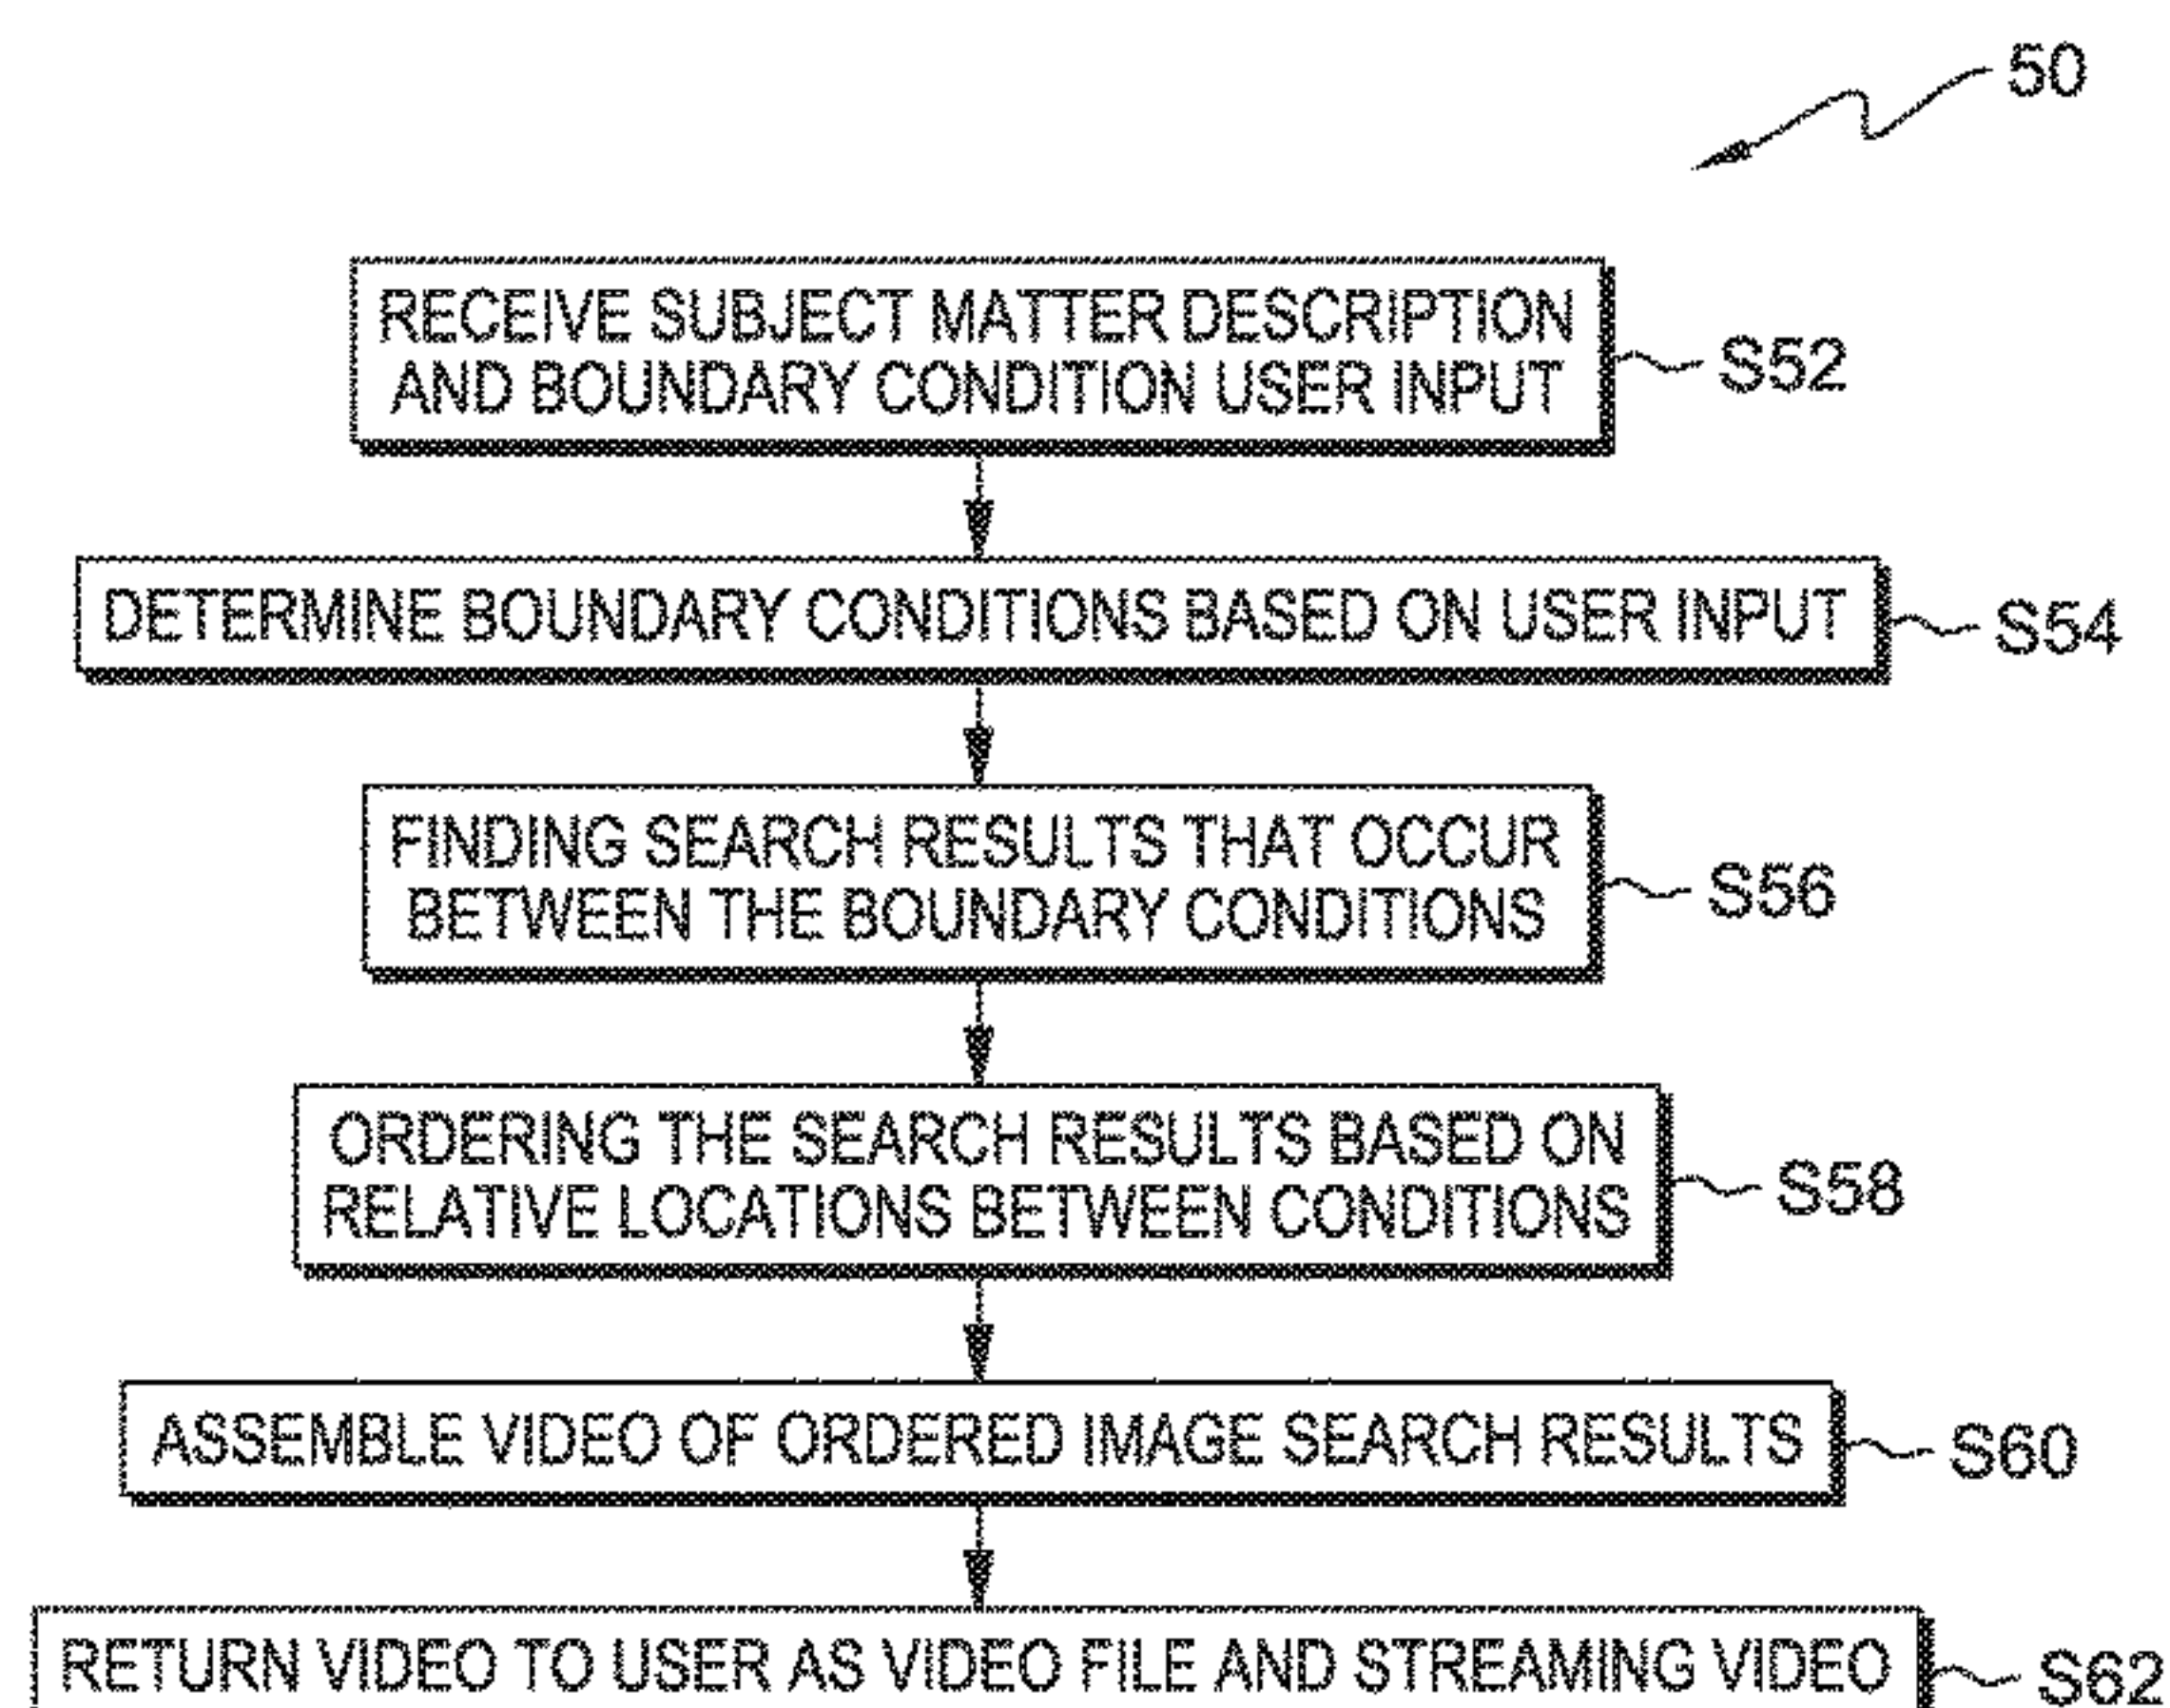 50
RECEIVE SUBJECT MATTER DESCRIPTION
AND BOUNDARY CONDITION USER INPUT
S52
DETERMINE BOUNDARY CONDITIONS BASED ON USER INPUT
S54
FINDING SEARCH RESULTS THAT OCCUR
BETWEEN THE BOUNDARY CONDITIONS
S56
ORDERING THE SEARCH RESULTS BASED ON
RELATIVE LOCATIONS BETWEEN CONDITIONS
S58
ASSEMBLE VIDEO OF ORDERED IMAGE SEARCH RESULTS
S60
RETURN VIDEO TO USER AS VIDEO FILE AND STREAMING VIDEO
S62